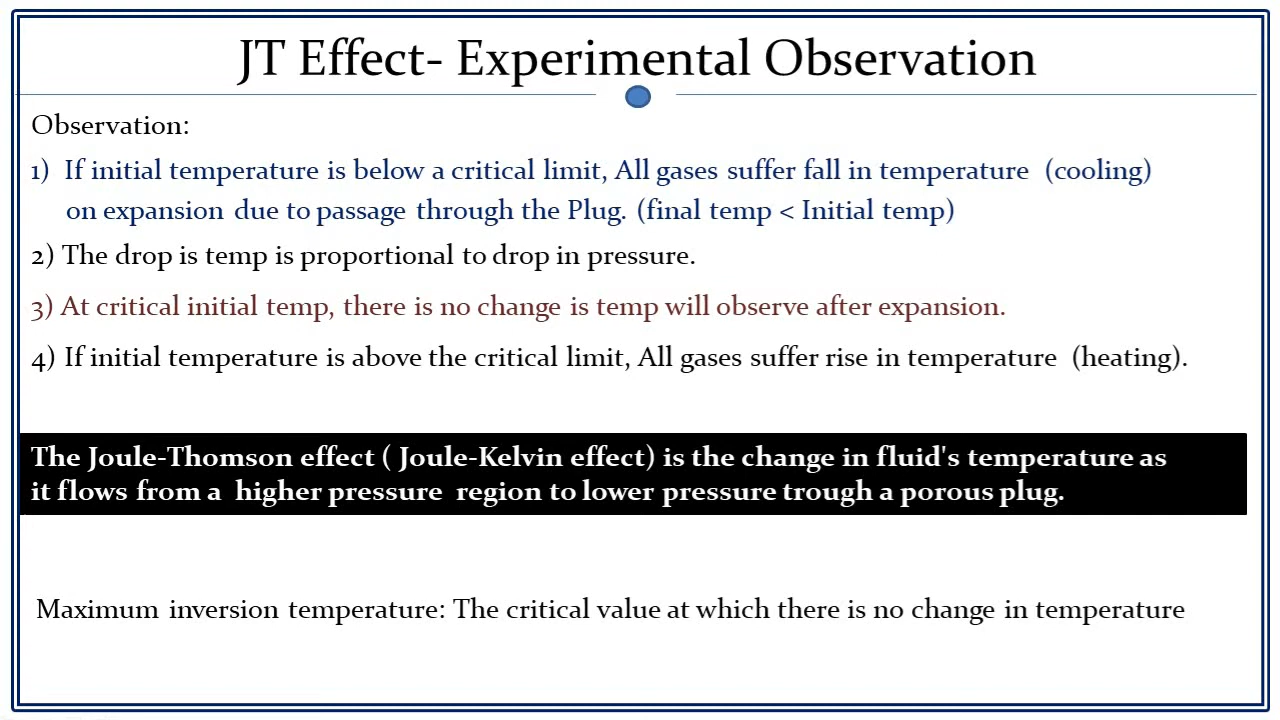 JT Effect- Experimental Observation
Observation:
1) If initial temperature is below a critical limit, All gases suffer fall in temperature (cooling)
on expansion due to passage through the Plug. (final temp < Initial temp)
2) The drop is temp is proportional to drop in pressure.
3) At critical initial temp, there is no change is temp will observe after expansion.
4) If initial temperature is above the critical limit, All gases suffer rise in temperature (heating).
The Joule-Thomson effect ( Joule-Kelvin effect) is the change in fluid's temperature as
it flows from a higher pressure region to lower pressure trough a porous plug.
Maximum inversion temperature: The critical value at which there is no change in temperature